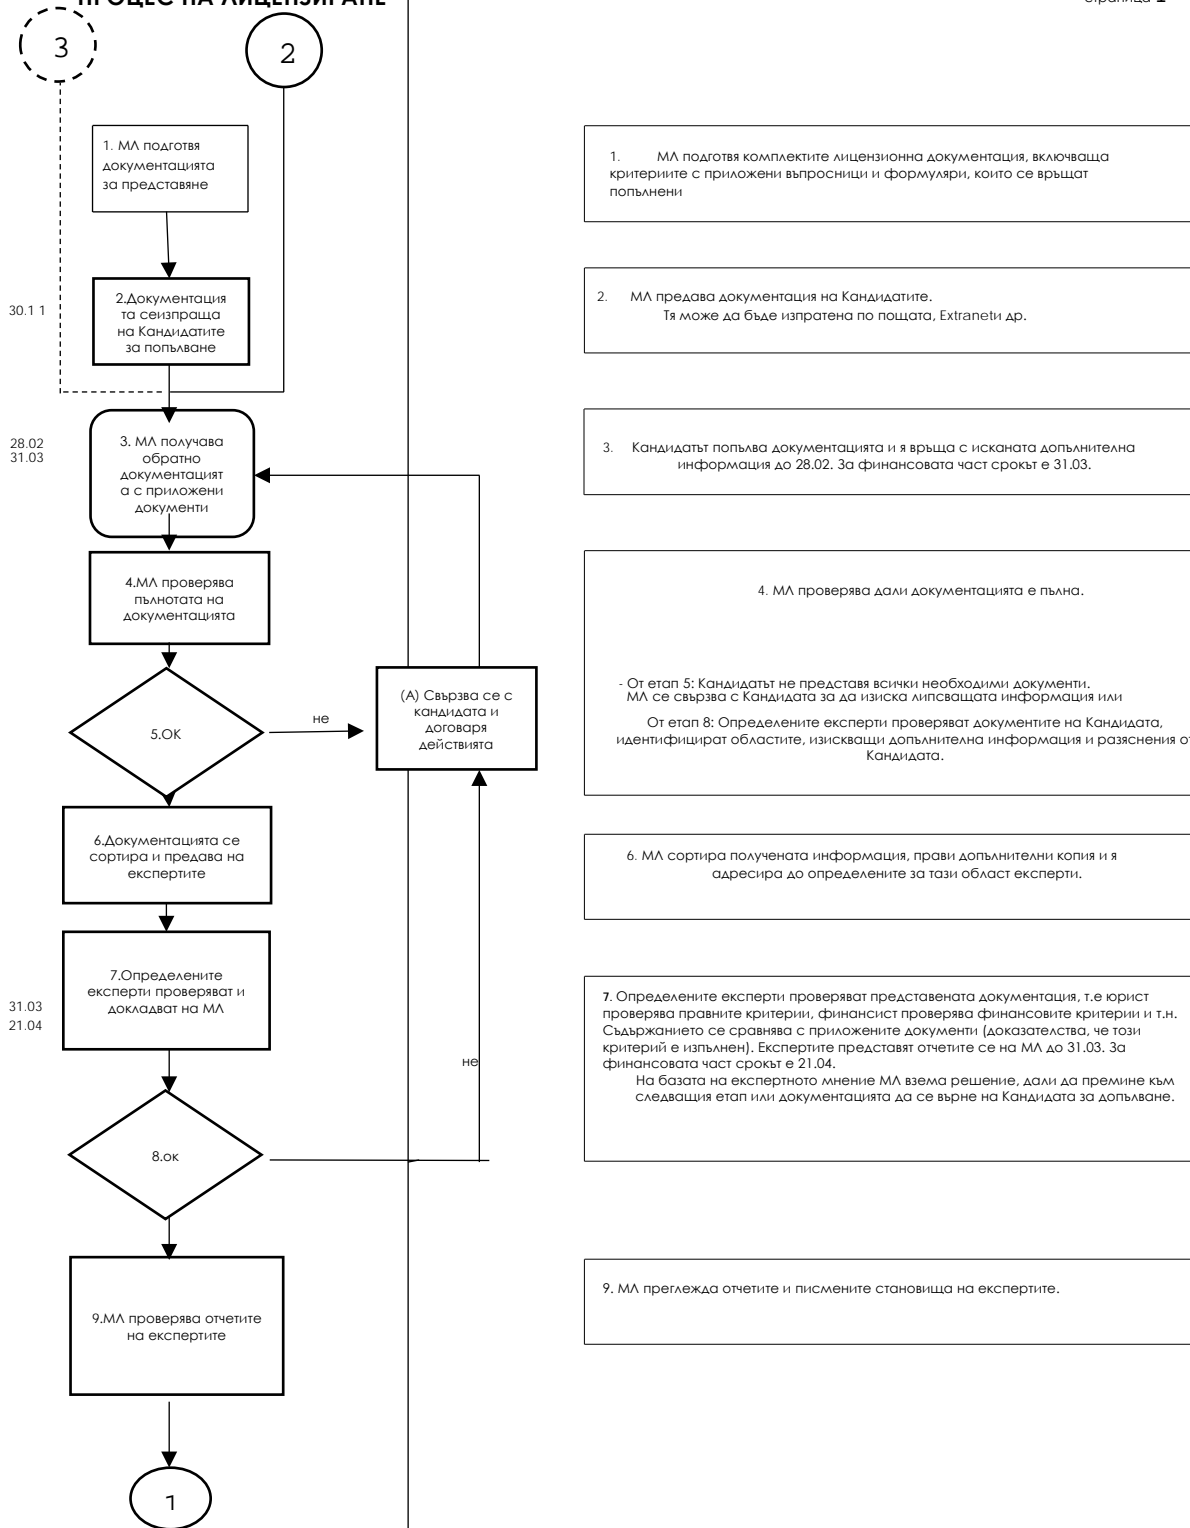 ПРОЦЕС НА ЛИЦЕНЗИРАНЕ
Страница 1
3
2
1. МЛ подготвя
документацията
за представяне
1. МЛ подготвя комплектите лицензионна документация, включваща
критериите с приложени въпросници и формуляри, които се връщат
попълнени
30.1 1
2.Документация
та сеизпраща
на Кандидатите
за попълване
2. МЛ предава документация на Кандидатите.
Тя може да бъде изпратена по пощата, Extranetи др.
28.02
31.03
3. МЛ получава
обратно
документацият
а с приложени
документи
3. Кандидатът попълва документацията и я връща с исканата допълнителна
информация до 28.02. За финансовата част срокът е 31.03.
4.МЛ проверява
пълнотата на
документацията
4. МЛ проверява дали документацията е пълна.
- От етап 5: Кандидатът не представя всички необходими документи.
МЛ се свързва с Кандидата за да изиска липсващата информация или
От етап 8: Определените експерти проверяват документите на Кандидата,
идентифицират областите, изискващи допълнителна информация и разяснения от
Кандидата.
5.ОК
не
(А) Свързва се с
кандидата и
договаря
действията
6.Документацията се
сортира и предава на
експертите
6. МЛ сортира получената информация, прави допълнителни копия и я
адресира до определените за тази област експерти.
31.03
21.04
7.Определените
експерти проверяват и
докладват на МЛ
7. Определените експерти проверяват представената документация, т.е юрист
проверява правните критерии, финансист проверява финансовите критерии и т.н.
Съдържанието се сравнява с приложените документи (доказателства, че този
критерий е изпълнен). Експертите представят отчетите се на МЛ до 31.03. За
финансовата част срокът е 21.04.
На базата на експертното мнение МЛ взема решение, дали да премине към
следващия етап или документацията да се върне на Кандидата за допълване.
не
8.ок
9.МЛ проверява отчетите
на експертите
9. МЛ преглежда отчетите и писмените становища на експертите.
1